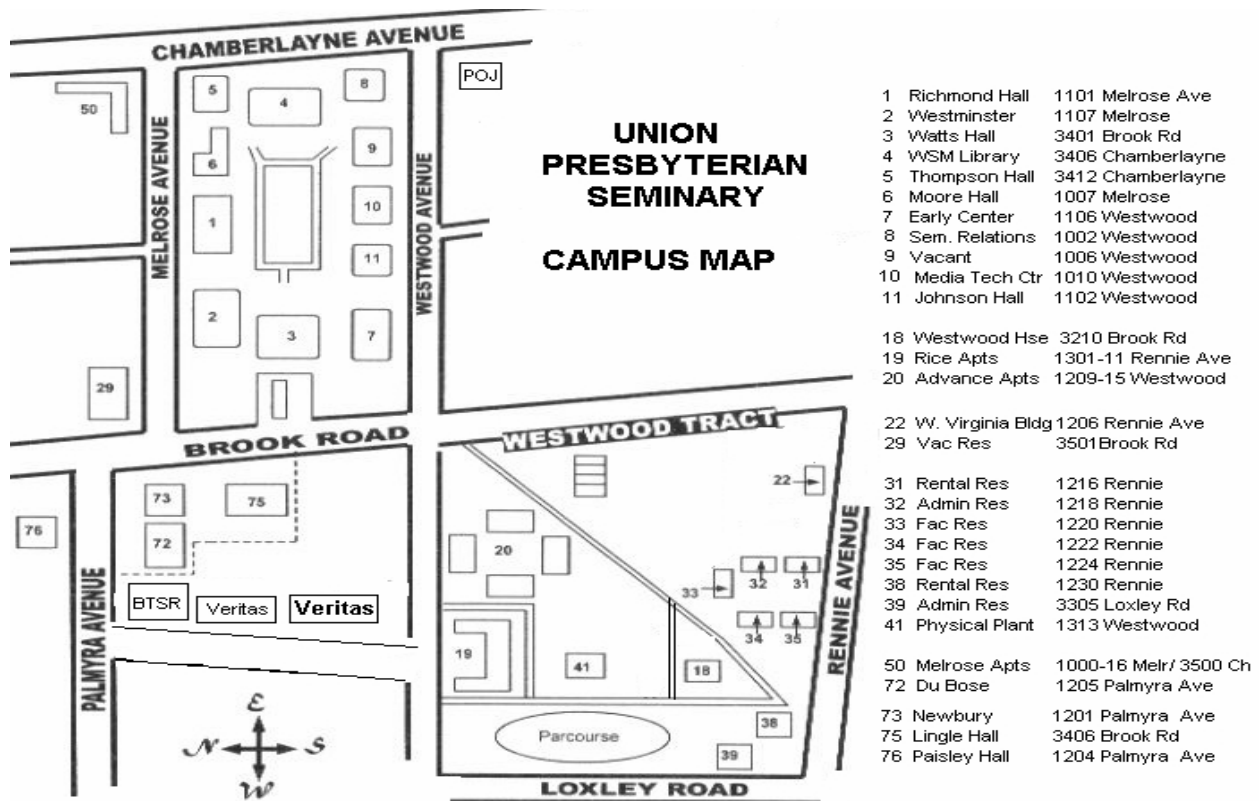 CHAMBERLAYNE AVENUE
POJ
5
4
8
50
MELROSE AVENUE
WESTWOOD AVENUE
6
9
1
10
11
2
3
7
29
UNION
PRESBYTERIAN
SEMINARY
CAMPUS MAP
BROOK ROAD
WESTWOOD TRACT
22
73
75
76
72
20
32
31
33
34
35
RENNIE AVENUE
BTSR
Veritas
Veritas
PALMYRA AVENUE
19
41
18
38
Parcourse
39
LOXLEY ROAD
E
N
S
W
1 Richmond Hall 1101 Melrose Ave
2 Westminster 1107 Melrose
3 Watts Hall 3401 Brook Rd
4 WSM Library 3406 Chamberlayne
5 Thompson Hall 3412 Chamberlayne
6 Moore Hall 1007 Melrose
7 Early Center 1106 Westwood
8 Sem. Relations 1002 Westwood
9 Vacant 1006 Westwood
10 Media Tech Ctr 1010 Westwood
11 Johnson Hall 1102 Westwood
18 Westwood Hse 3210 Brook Rd
19 Rice Apts 1301-11 Rennie Ave
20 Advance Apts 1209-15 Westwood
22 W. Virginia Bldg 1206 Rennie Ave
29 Vac Res 3501Brook Rd
31 Rental Res 1216 Rennie
32 Admin Res 1218 Rennie
33 Fac Res 1220 Rennie
34 Fac Res 1222 Rennie
35 Fac Res 1224 Rennie
38 Rental Res 1230 Rennie
39 Admin Res 3305 Loxley Rd
41 Physical Plant 1313 Westwood
50 Melrose Apts 1000-16 Melr/ 3500 Ch
72 Du Bose 1205 Palmyra Ave
73 Newbury 1201 Palmyra Ave
75 Lingle Hall 3406 Brook Rd
76 Paisley Hall 1204 Palmyra Ave